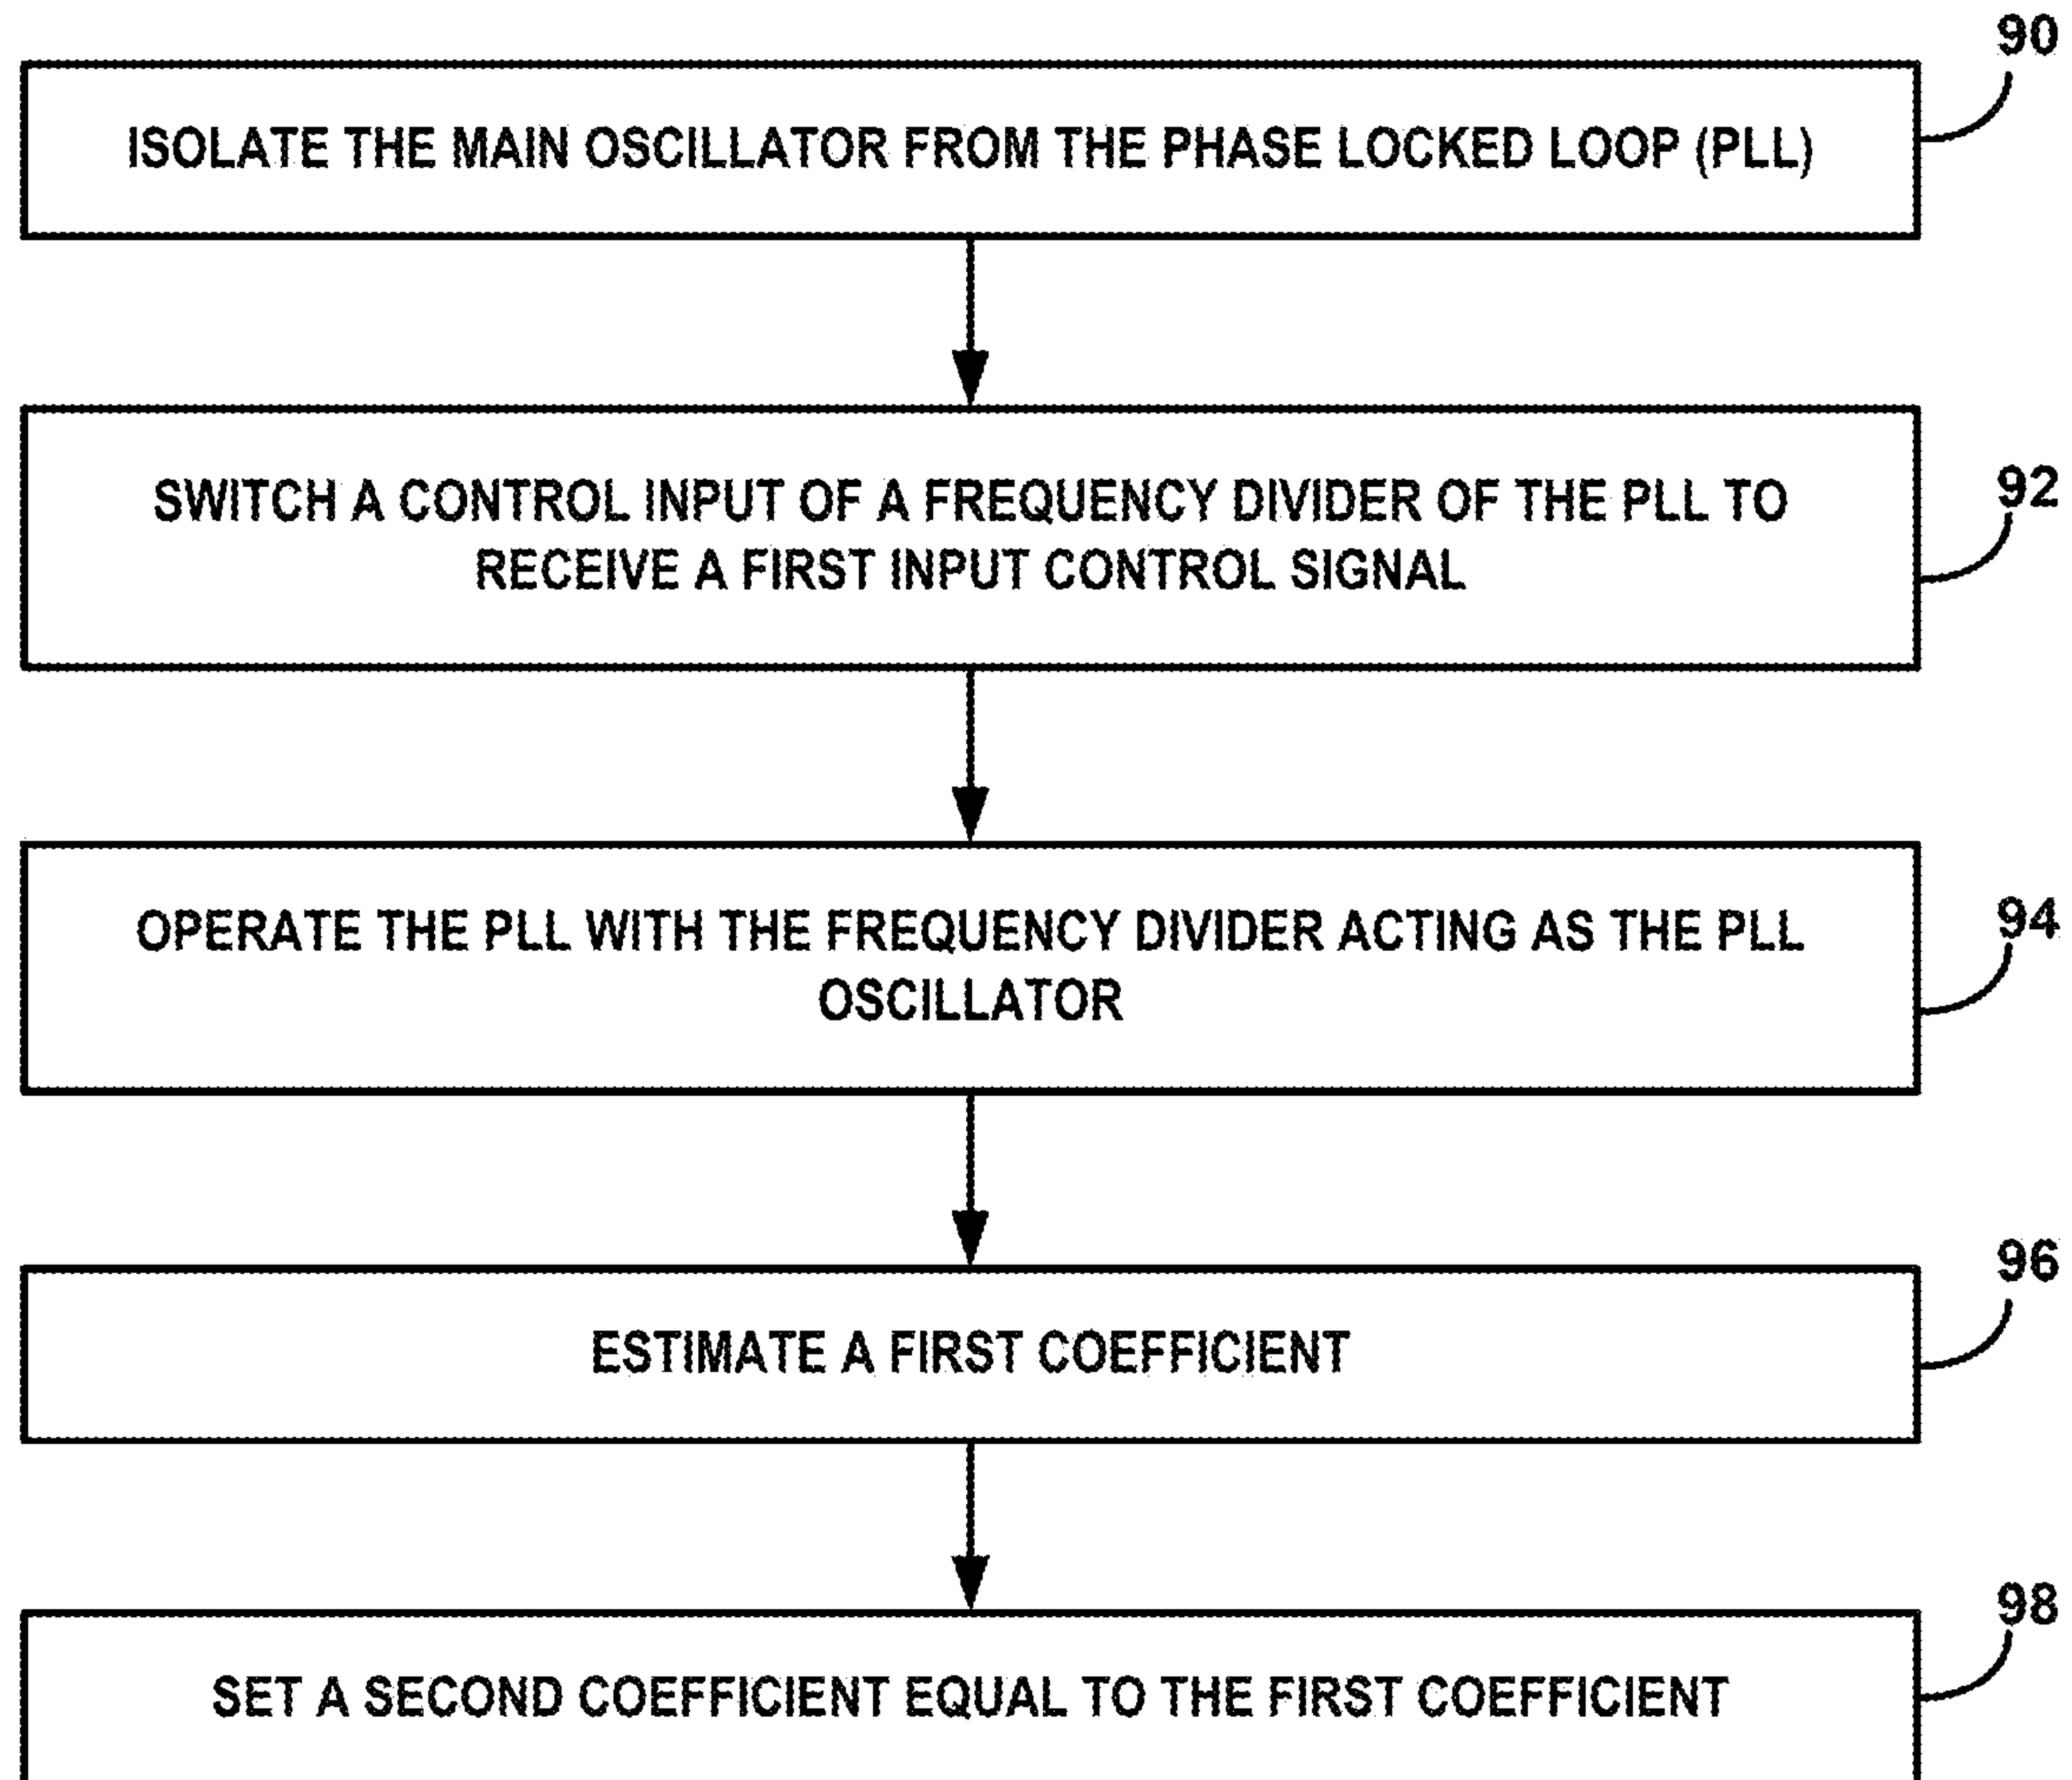 90
ISOLATE THE MAIN OSCILLATOR FROM THE PHASE LOCKED LOOP (PLL)
92
SWITCH A CONTROL INPUT OF A FREQUENCY DIVIDER OF THE PLL TO
RECEIVE A FIRST INPUT CONTROL SIGNAL
94
OPERATE THE PLL WITH THE FREQUENCY DIVIDER ACTING AS THE PLL
OSCILLATOR
96
ESTIMATE A FIRST COEFFICIENT
98
SET A SECOND COEFFICIENT EQUAL TO THE FIRST COEFFICIENT